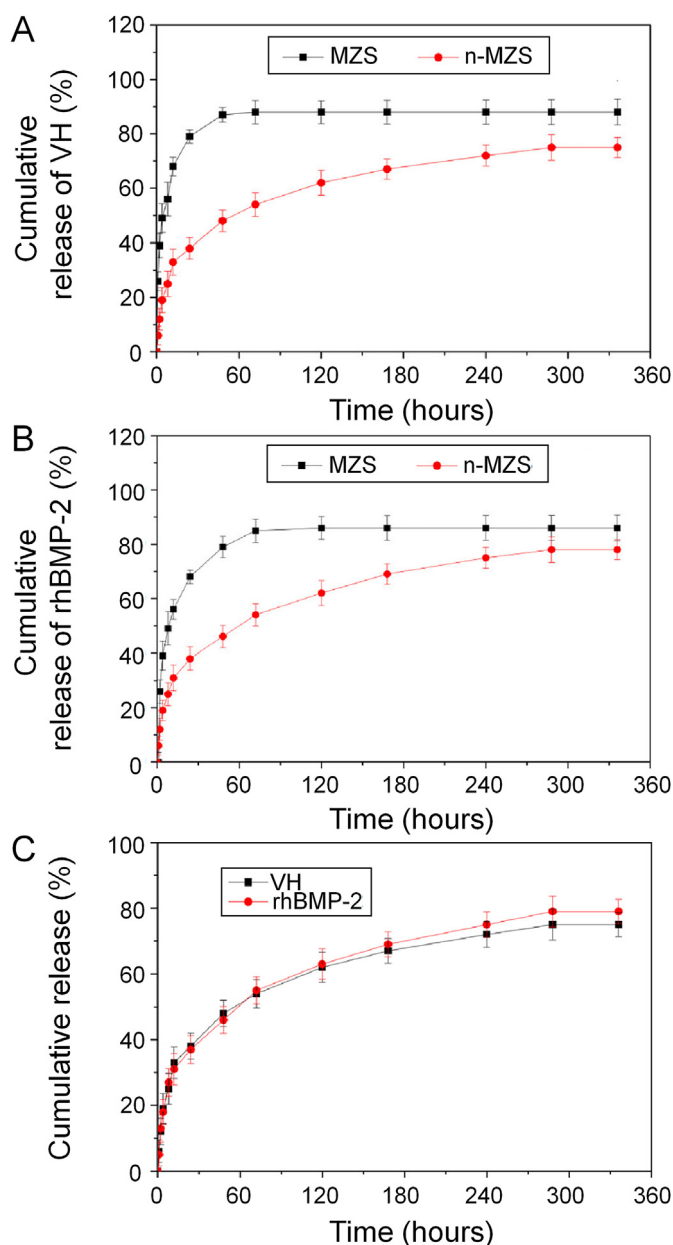 A
120
MZS n-MZS
100
80
60
40
20
0
Cumulative
release of VH (%)
0 60 120 180 240 300 360
Time (hours)
B
120
MZS n-MZS
100
80
60
40
20
0
Cumulative
release of rhBMP-2 (%)
0 60 120 180 240 300 360
Time (hours)
C
100
VH
rhBMP-2
80
60
40
20
0
Cumulative release (%)
0 60 120 180 240 300 360
Time (hours)